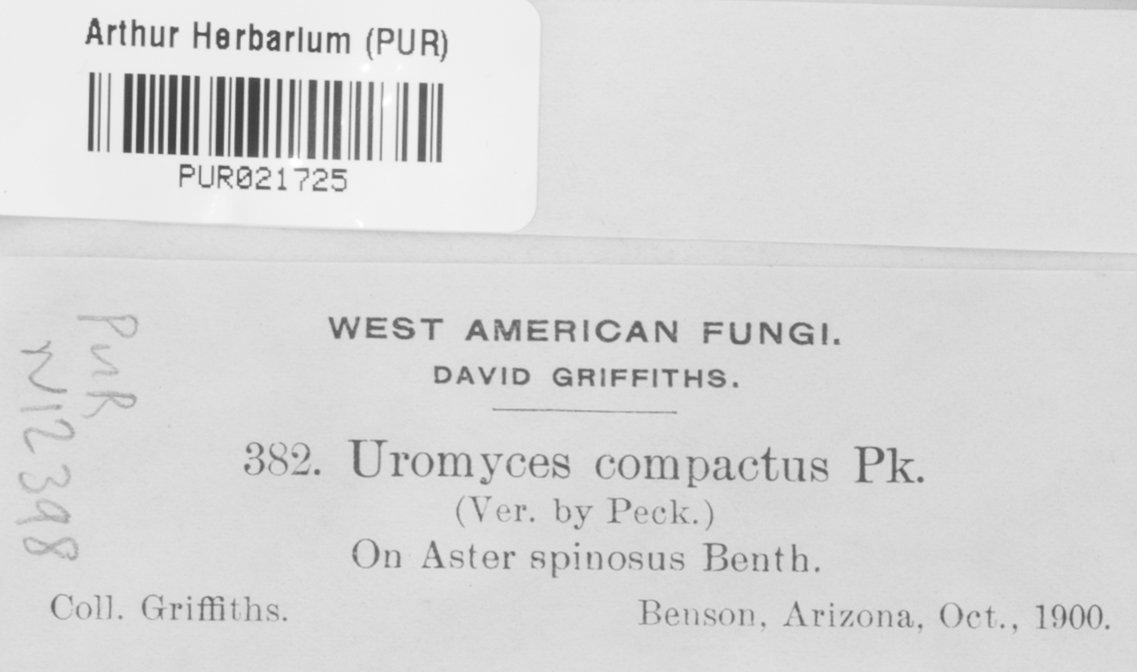 Arthur Herbarium (PUR)
PUR021725
PUR
N12398
WEST AMERICAN FUNGI.
DAVID GRIFFITHS.
382. Uromyces compactus Pk.
(Ver. by Peck.)
On Aster spinosus Benth.
Coll. Griffiths. Benson, Arizona, Oct., 1900.